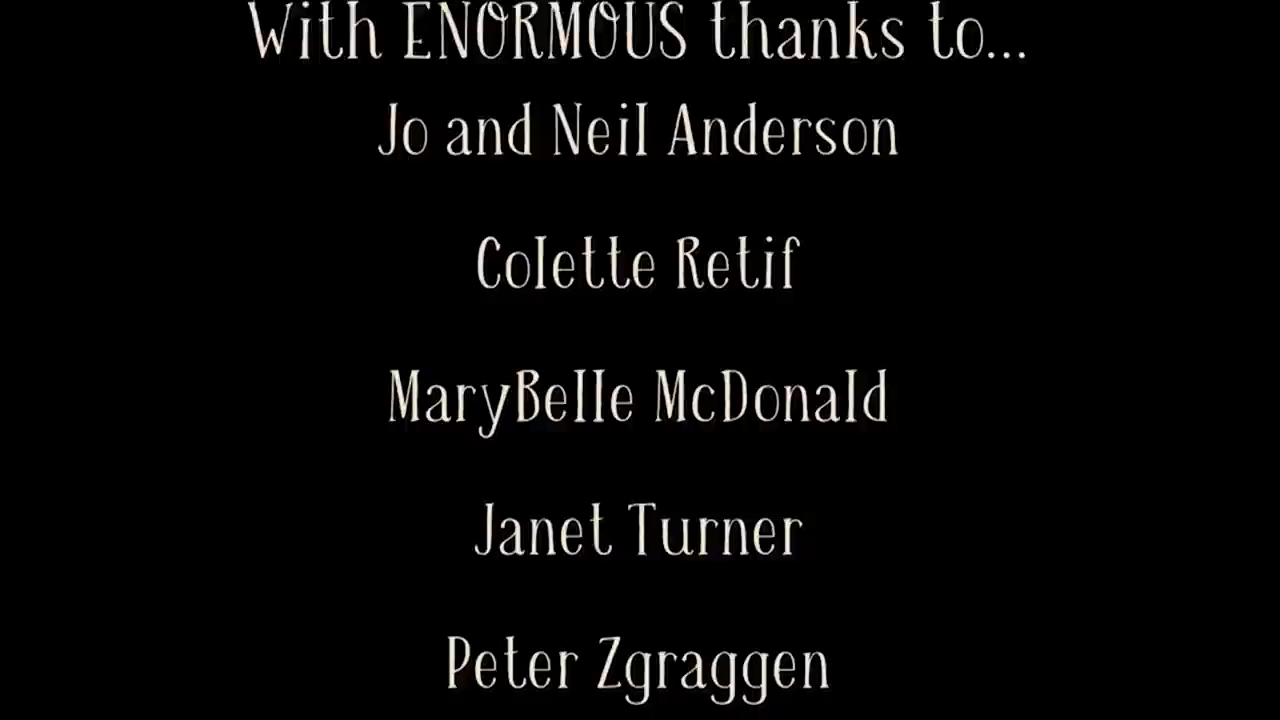 With ENORMOUS thanks to...
Jo and Neil Anderson
Colette Retif
MaryBelle McDonald
Janet Turner
Peter Zgraggen